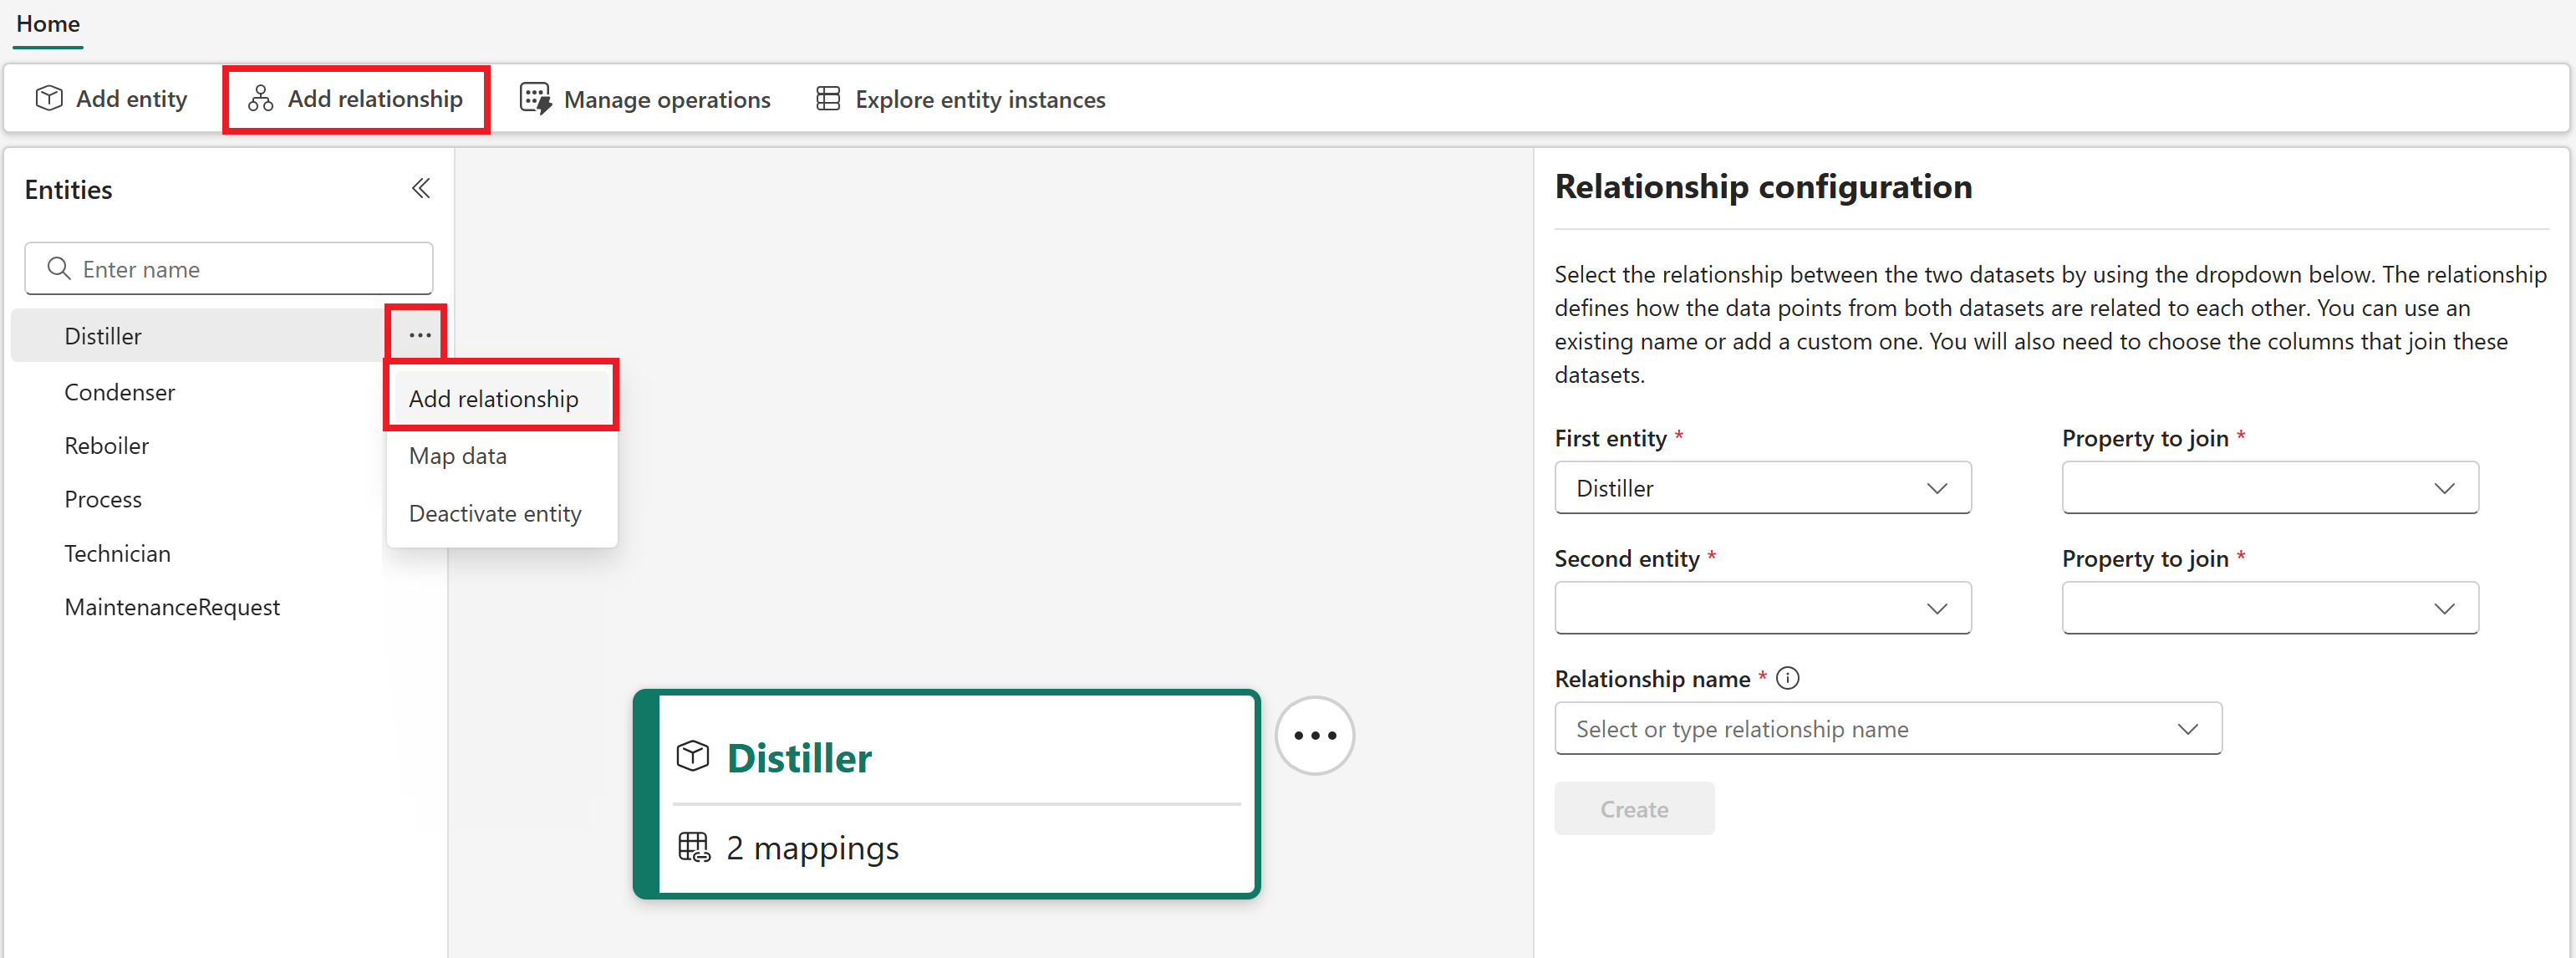 Home
Add entity
Add relationship
Manage operations
Explore entity instances
Entities
Enter name
Distiller
Condenser
Reboiler
Process
Technician
MaintenanceRequest
Add relationship
Map data
Deactivate entity
Distiller
2 mappings
Relationship configuration
Select the relationship between the two datasets by using the dropdown below. The relationship
defines how the data points from both datasets are related to each other. You can use an
existing name or add a custom one. You will also need to choose the columns that join these
datasets.
First entity *
Property to join *
Distiller
Second entity *
Property to join *
Relationship name *
Select or type relationship name
Create